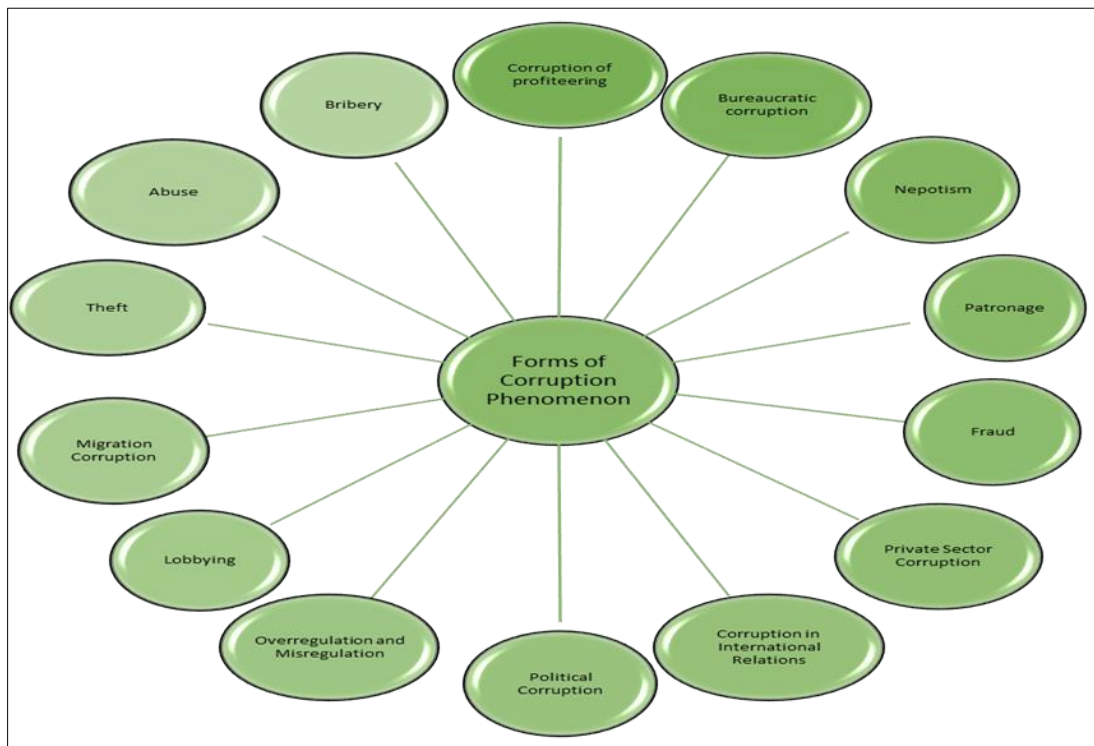 Forms of
Corruption
Phenomenon
Corruption of
profiteering
Bureaucratic
corruption
Nepotism
Patronage
Fraud
Private Sector
Corruption
Corruption in
International
Relations
Political
Corruption
Overregulation and
Misregulation
Lobbying
Migration
Corruption
Theft
Abuse
Bribery